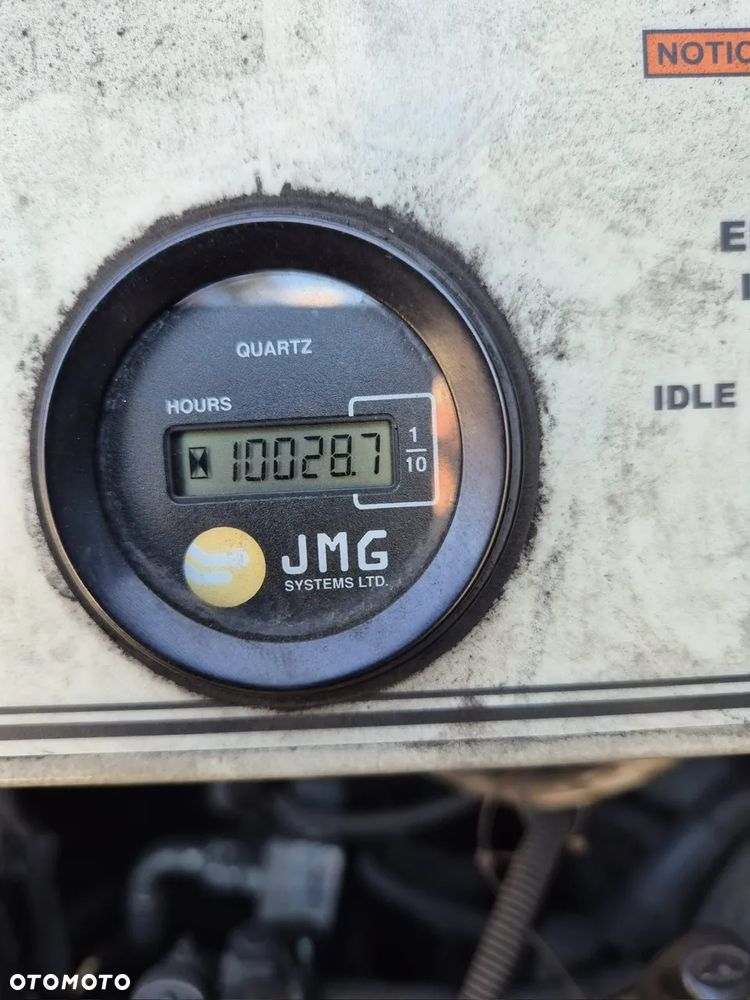 NOTIC
QUARTZ
HOURS
IDLE
10028.7
1
10
JMG
SYSTEMS LTD.
OTOMOTO